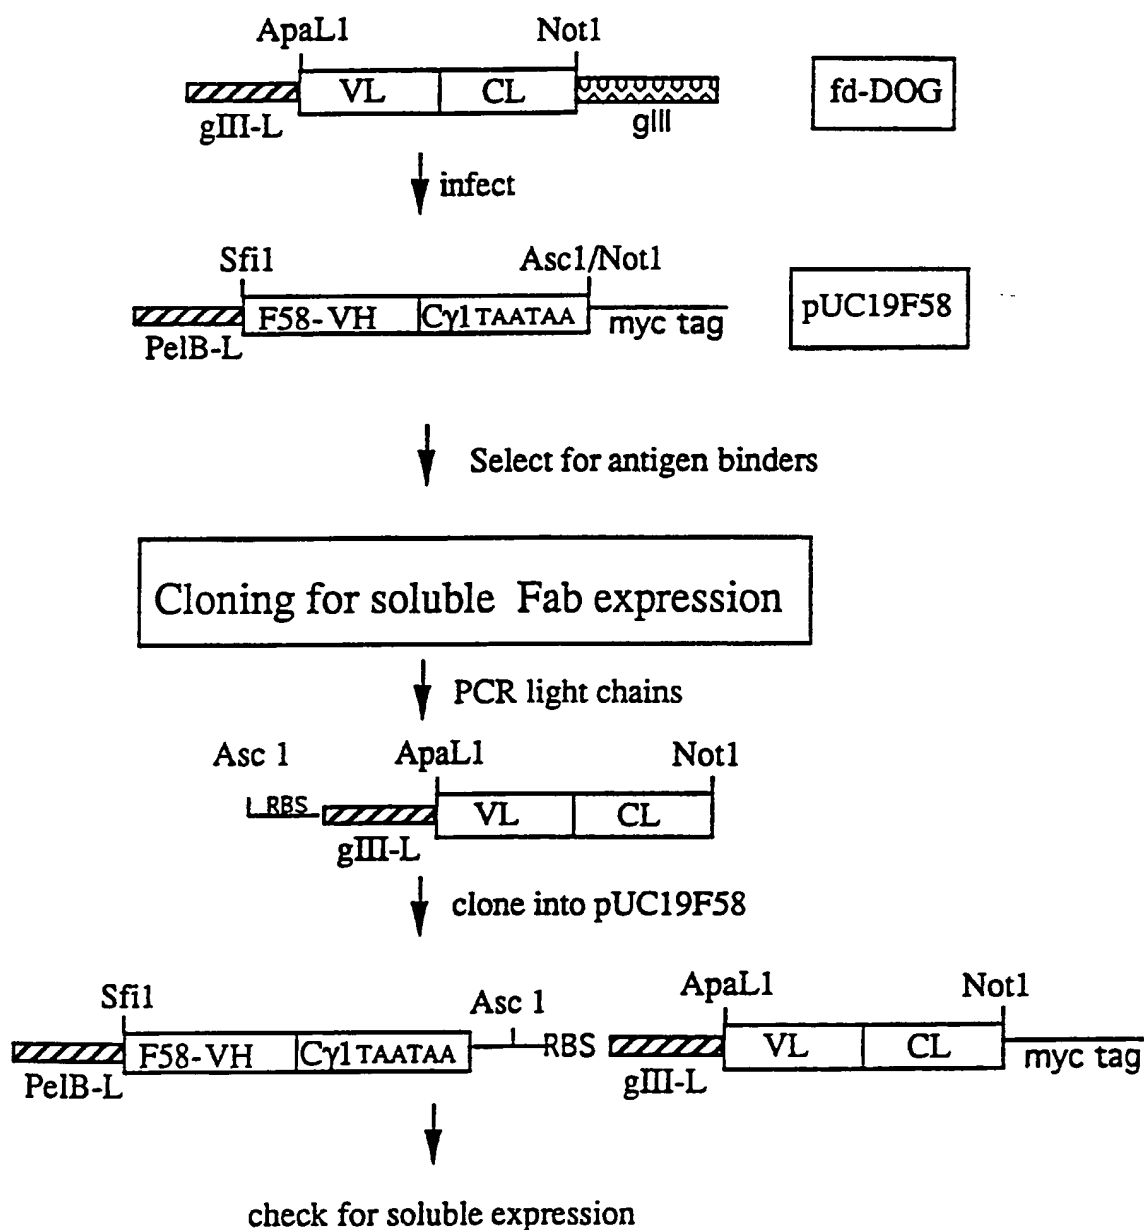 ApaL1 Not1
VL CL
fd-DOG
gIII-L gIII
infect
Sfi1 Asc1/Not1
F58-VH Cγ1 TAATAA
pUC19F58
PelB-L myc tag
Select for antigen binders
Cloning for soluble Fab expression
PCR light chains
Asc 1 ApaL1 Not1
RBS VL CL
gIII-L
clone into pUC19F58
Sfi1 Asc 1 ApaL1 Not1
F58-VH Cγ1 TAATAA RBS VL CL
PelB-L gIII-L myc tag
check for soluble expression